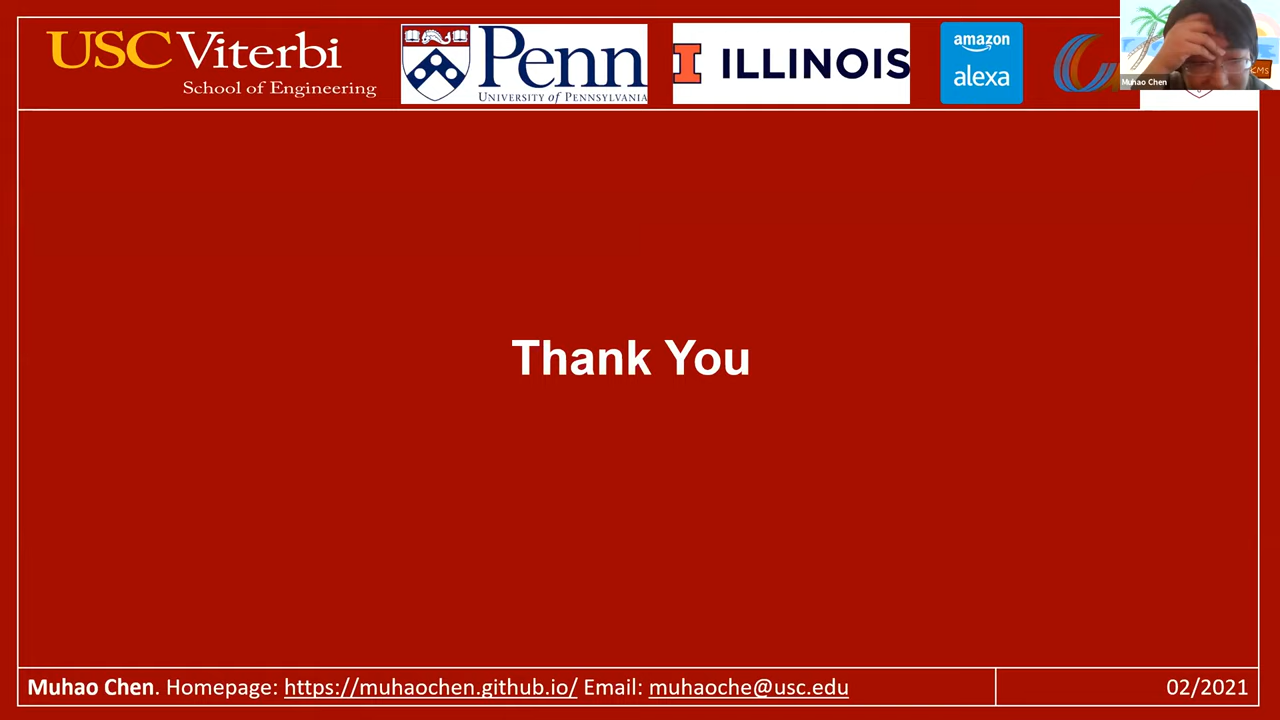 USC Viterbi
School of Engineering
Penn
UNIVERSITY of PENNSYLVANIA
I ILLINOIS
amazon
alexa
Muhao Chen
Thank You
Muhao Chen. Homepage: https://muhaochen.github.io/ Email: muhaoche@usc.edu
02/2021